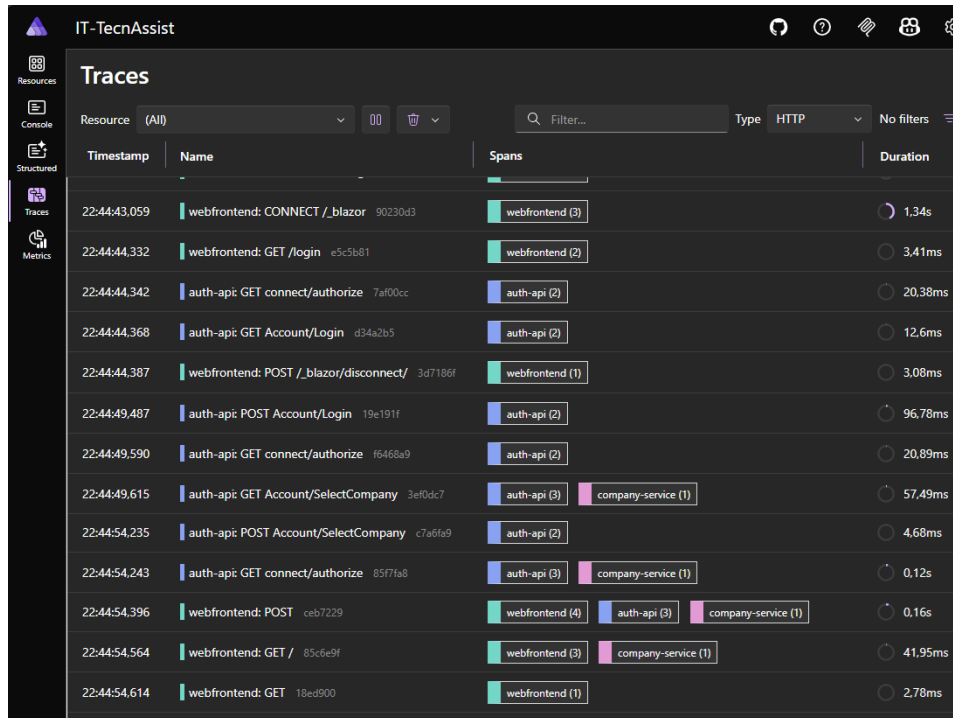 IT-TecnAssist
Resources
Console
Structured
Traces
Metrics
Traces
Resource (All) Filter... Type HTTP No filters
Timestamp Name Spans Duration
22:44:43,059 webfrontend: CONNECT /_blazor 90230d3 webfrontend (3) 1,34s
22:44:44,332 webfrontend: GET /login e5c5b81 webfrontend (2) 3,41ms
22:44:44,342 auth-api: GET connect/authorize 7af00cc auth-api (2) 20,38ms
22:44:44,368 auth-api: GET Account/Login d34a2b5 auth-api (2) 12,6ms
22:44:44,387 webfrontend: POST /_blazor/disconnect/ 3d7186f webfrontend (1) 3,08ms
22:44:49,487 auth-api: POST Account/Login 19e191f auth-api (2) 96,78ms
22:44:49,590 auth-api: GET connect/authorize f6468a9 auth-api (2) 20,89ms
22:44:49,615 auth-api: GET Account/SelectCompany 3ef0dc7 auth-api (3) company-service (1) 57,49ms
22:44:54,235 auth-api: POST Account/SelectCompany c7a6fa9 auth-api (2) 4,68ms
22:44:54,243 auth-api: GET connect/authorize 85f7fa8 auth-api (3) company-service (1) 0,12s
22:44:54,396 webfrontend: POST ceb7229 webfrontend (4) auth-api (3) company-service (1) 0,16s
22:44:54,564 webfrontend: GET / 85c6e9f webfrontend (3) company-service (1) 41,95ms
22:44:54,614 webfrontend: GET 18ed900 webfrontend (1) 2,78ms